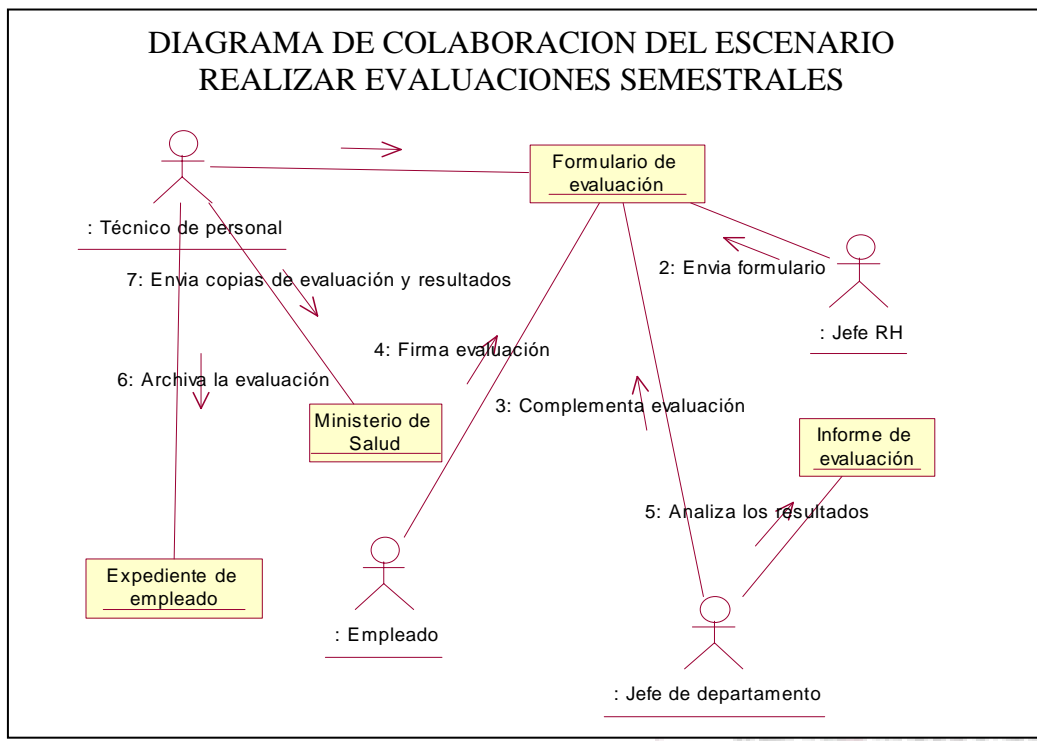 DIAGRAMA DE COLABORACION DEL ESCENARIO
REALIZAR EVALUACIONES SEMESTRALES
Formulario de
evaluación
: Técnico de personal
2: Envia formulario
7: Envia copias de evaluación y resultados
: Jefe RH
4: Firma evaluación
6: Archiva la evaluación
3: Complementa evaluación
Ministerio de
Salud
Informe de
evaluación
5: Analiza los resultados
Expediente de
empleado
: Empleado
: Jefe de departamento